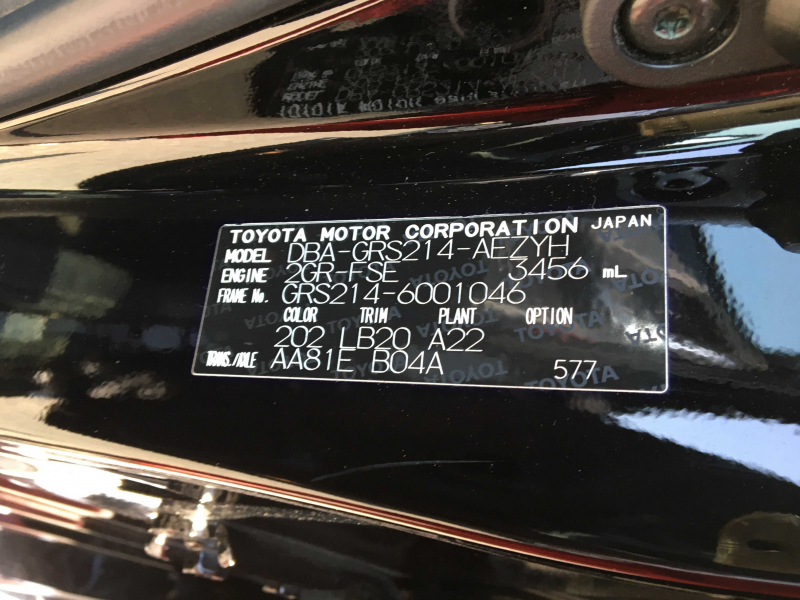 TOYOTA MOTOR CORPORATION JAPAN
MODEL DBA-GRS214-AEZYH
ENGINE 2GR-FSE 3456 mL
FRAME No. GRS214-6001046
COLOR TRIM PLANT OPTION
202 LB20 A22
TRANS./AXLE AA81E B04A 577